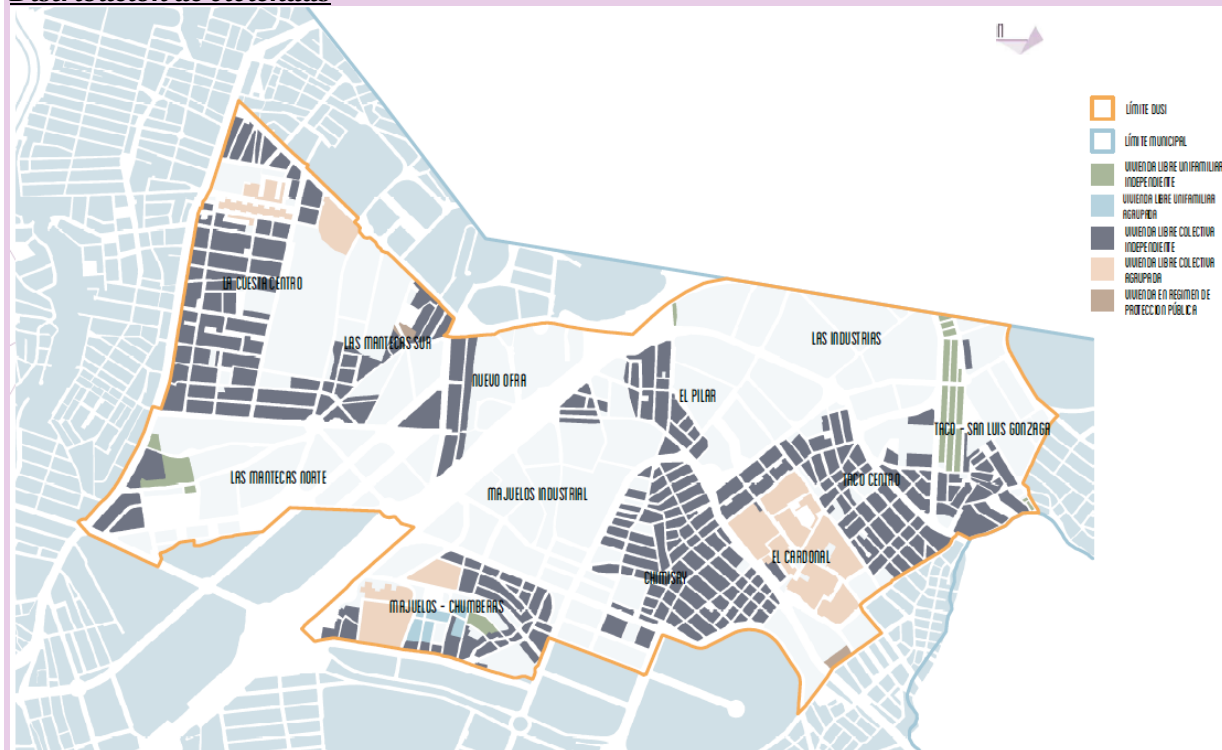 n
LÍMITE DUSI
LÍMITE MUNICIPAL
VIVIENDA LIBRE UNIFAMILIAR
INDEPENDIENTE
VIVIENDA LIBRE UNIFAMILIAR
AGRUPADA
VIVIENDA LIBRE COLECTIVA
INDEPENDIENTE
VIVIENDA LIBRE COLECTIVA
AGRUPADA
VIVIENDA EN REGIMEN DE
PROTECCION PÚBLICA
LA CUESTA CENTRO
LAS MANTECAS SUR
LAS INDUSTRIAS
NUEVO OFRA
EL PILAR
TACO - SAN LUIS GONZAGA
LAS MANTECAS NORTE
MAJUELOS INDUSTRIAL
TACO CENTRO
EL CARDONAL
CHIMISAY
MAJUELOS - CHUMBERAS